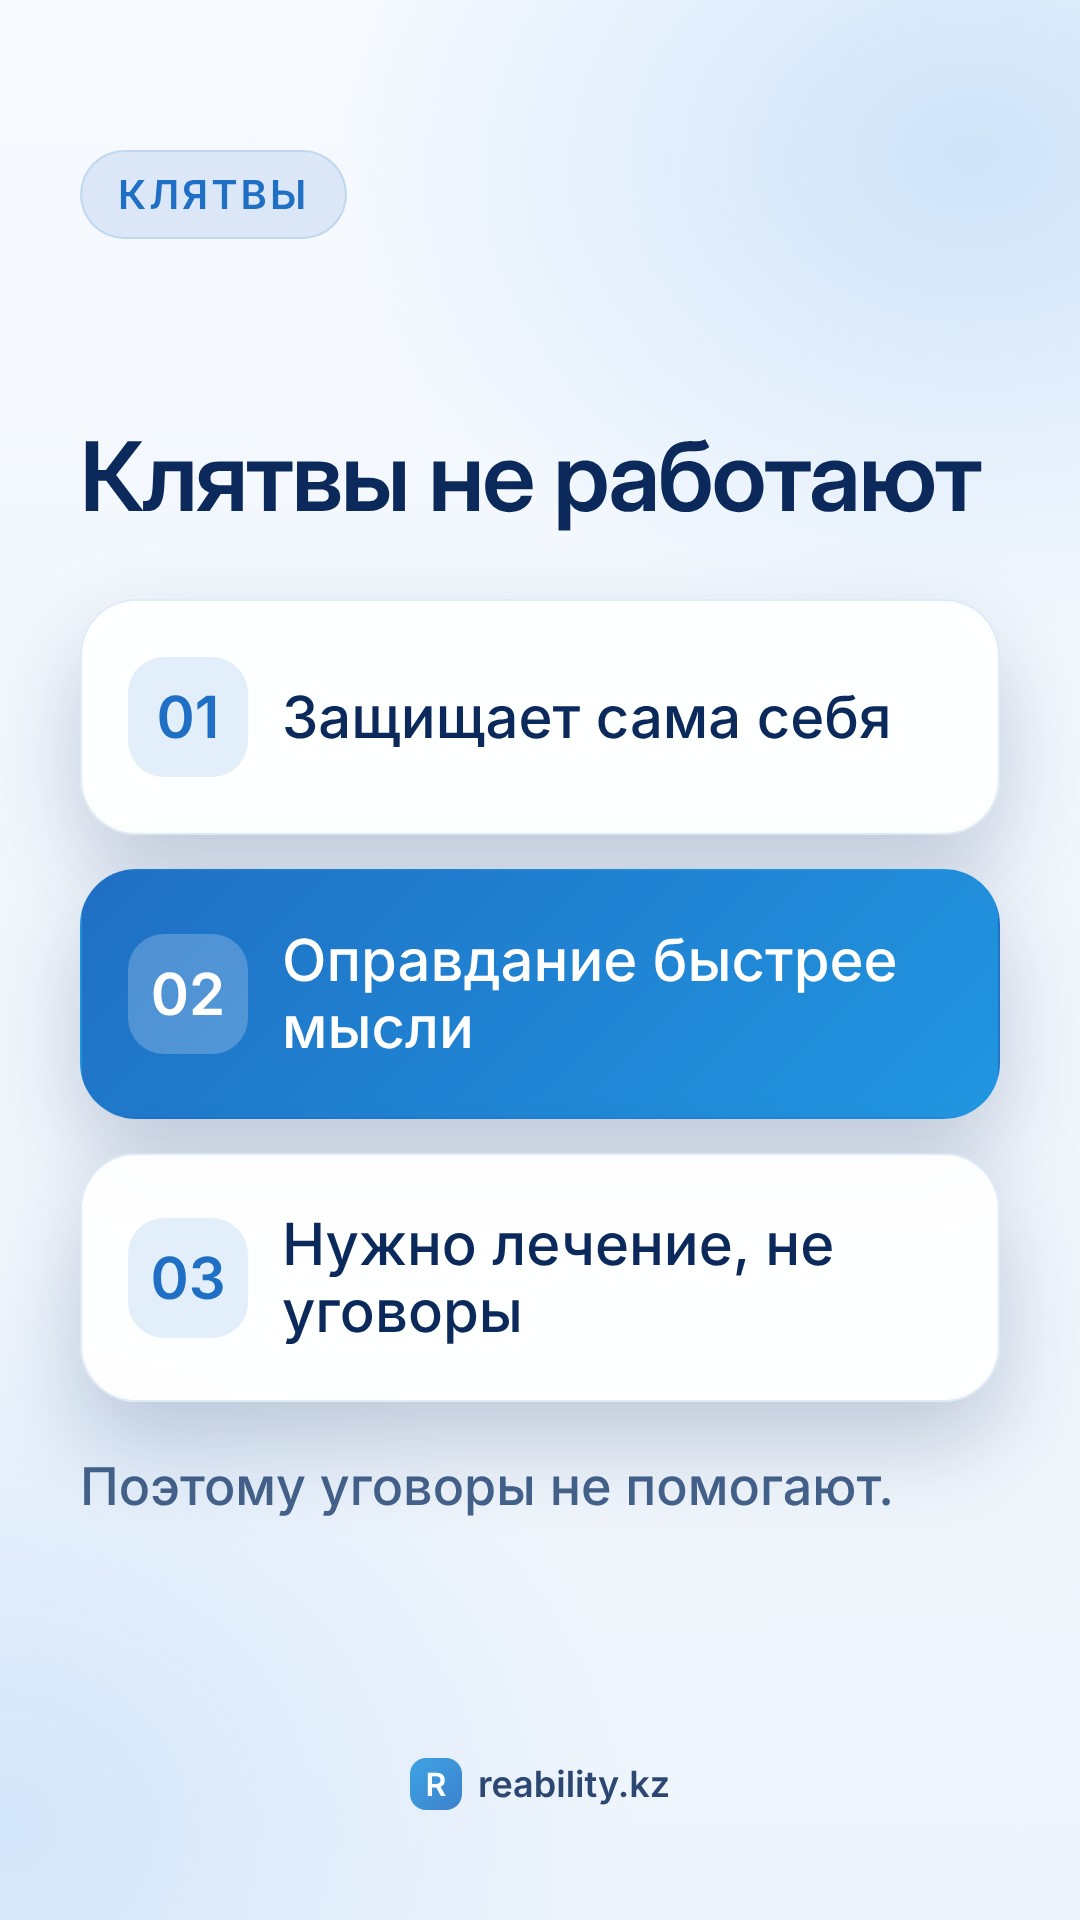 КЛЯТВЫ
Клятвы не работают
01 Защищает сама себя
02 Оправдание быстрее
мысли
03 Нужно лечение, не
уговоры
Поэтому уговоры не помогают.
R reability.kz